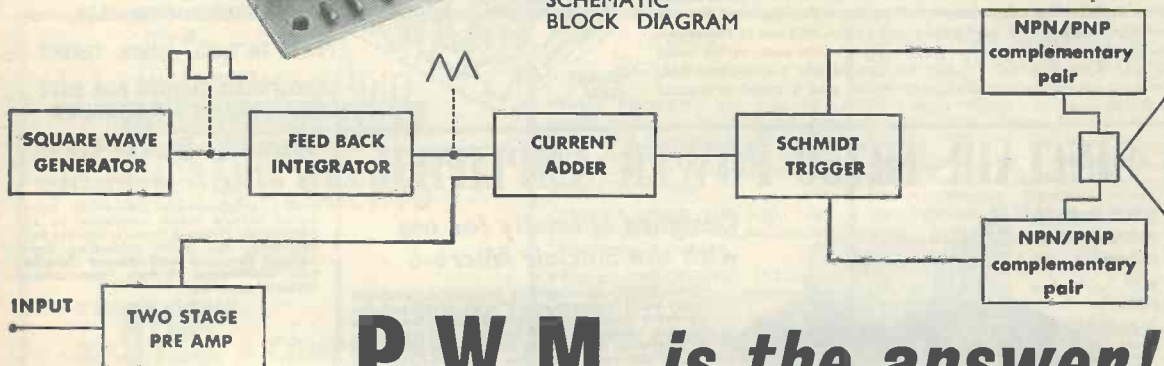 SCHEMATIC
BLOCK DIAGRAM
NPN/PNP
complementary
pair
SQUARE WAVE
GENERATOR
FEED BACK
INTEGRATOR
CURRENT
ADDER
SCHMIDT
TRIGGER
NPN/PNP
complementary
pair
INPUT
TWO STAGE
PRE AMP
P.W.M. is the answer!